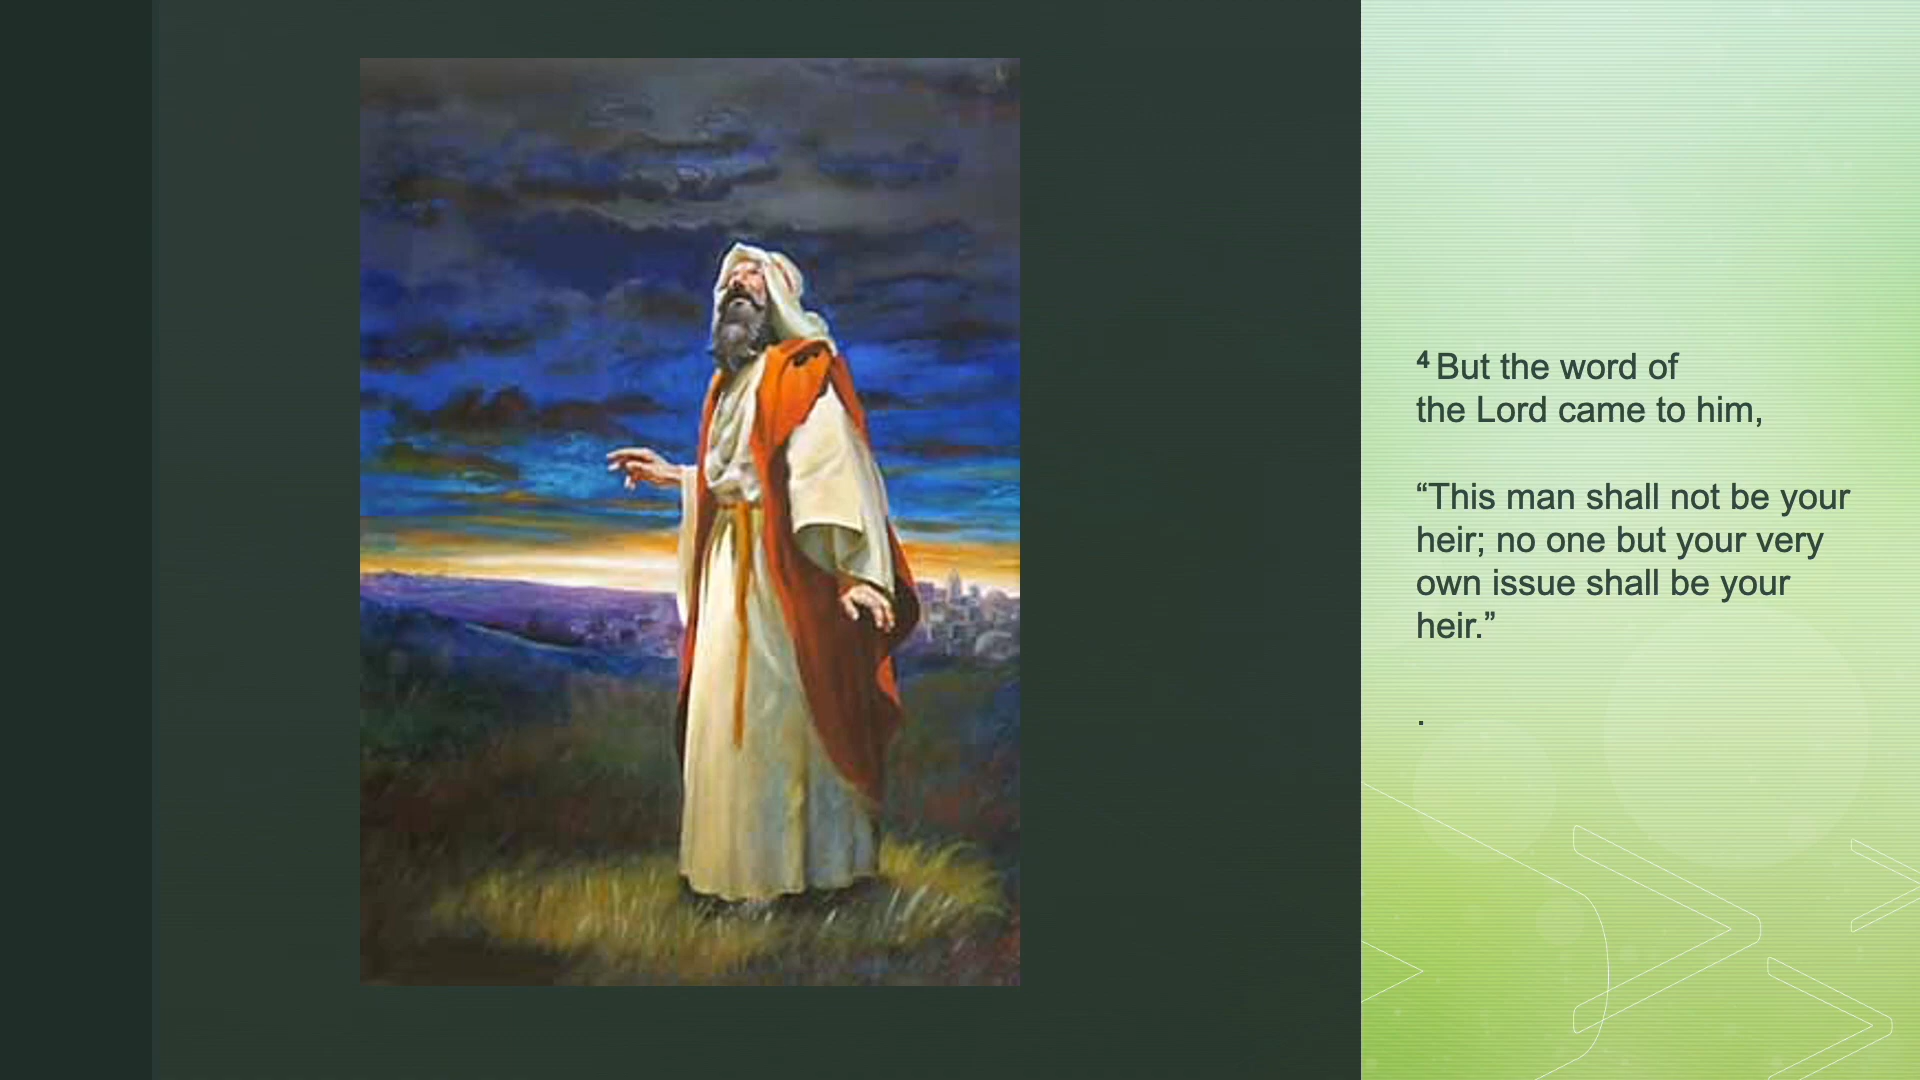 4 But the word of
the Lord came to him,
“This man shall not be your
heir; no one but your very
own issue shall be your
heir.”
.